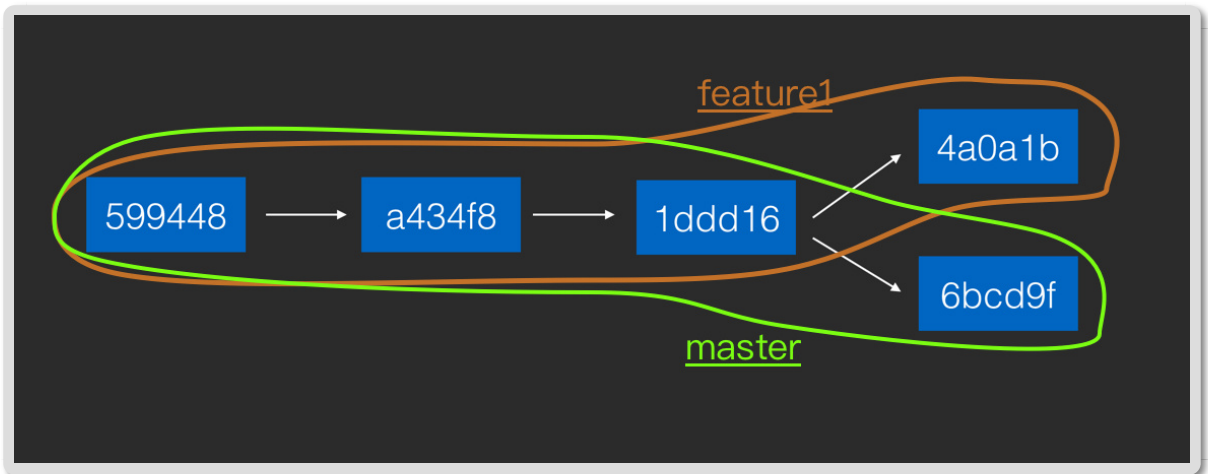 feature1
4a0a1b
599448
a434f8
1ddd16
6bcd9f
master